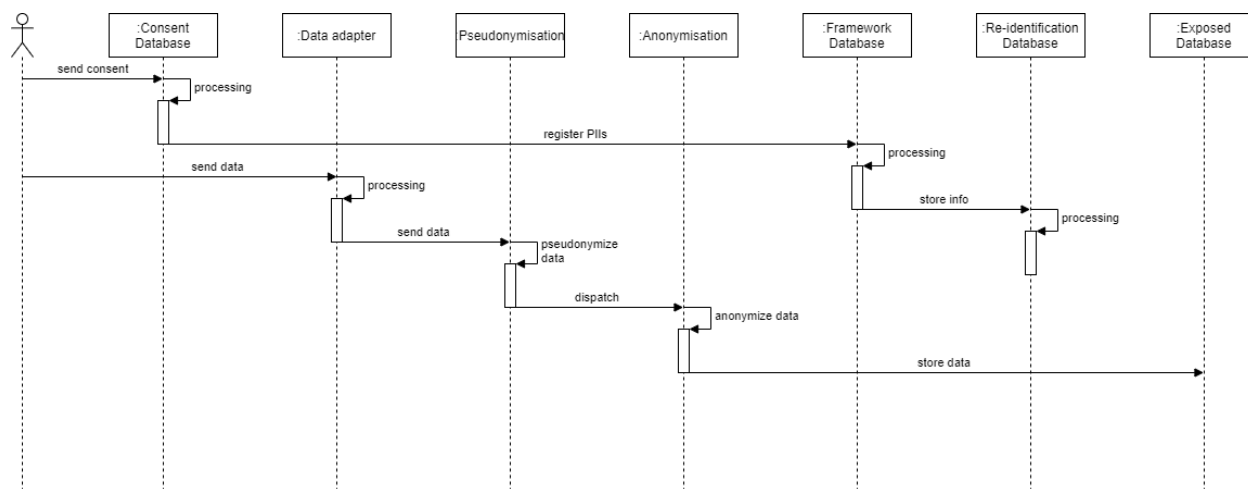 :Consent
Database
:Data adapter
:Pseudonymisation
:Anonymisation
:Framework
Database
:Re-identification
Database
:Exposed
Database
send consent
processing
register PIIs
processing
send data
processing
store info
processing
send data
pseudonymize
data
dispatch
anonymize data
store data